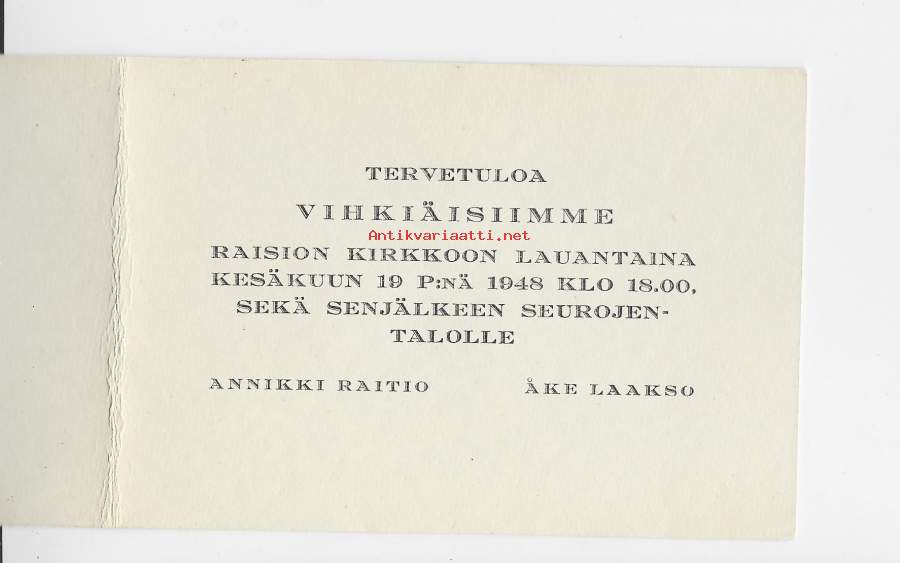 TERVETULOA
VIHKIÄISIIMME
Antikvariaatti.net
RAISION KIRKKOON LAUANTAINA
KESÄKUUN 19 P:NÄ 1948 KLO 18.00,
SEKÄ SENJÄLKEEN SEUROJEN-
TALOLLE
ANNIKKI RAITIO ÅKE LAAKSO